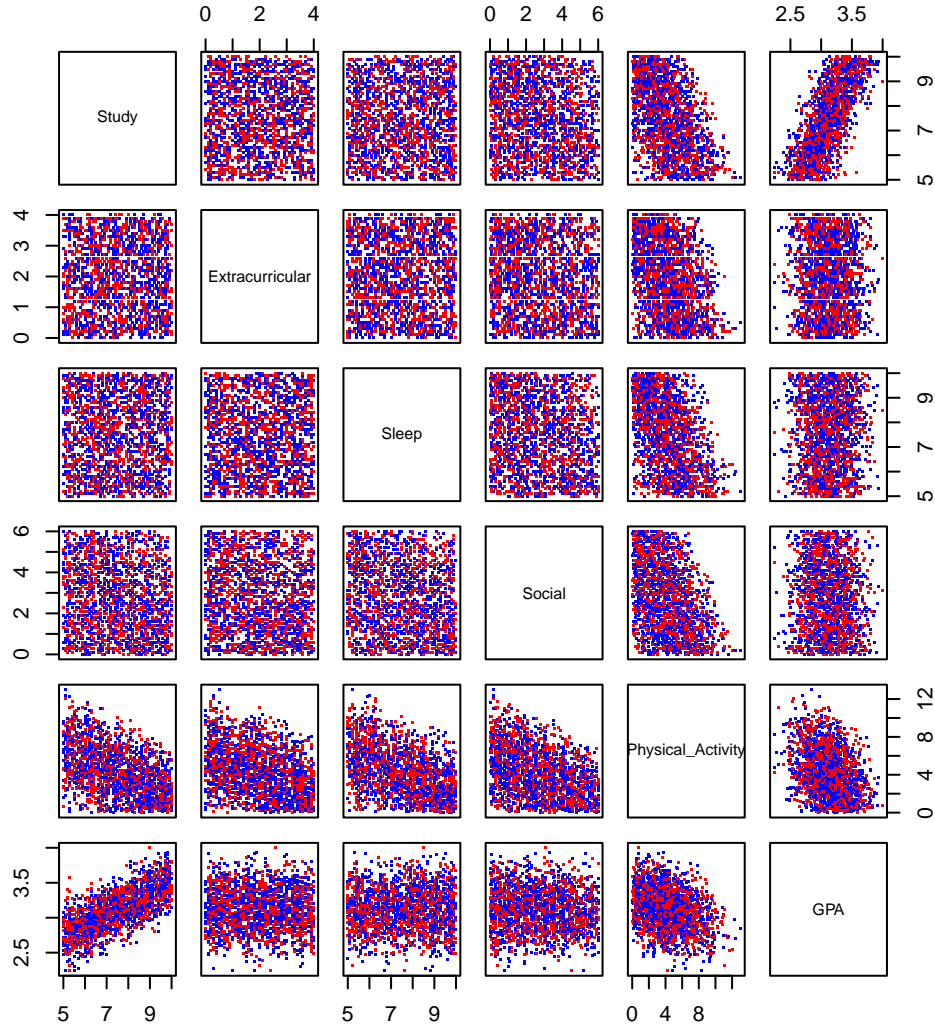 0 2 4 0 2 4 6 2.5 3.5
Study
5 7 9
0 1 2 3 4
Extracurricular
Sleep
5 7 9
0 2 4 6
Social
Physical_Activity
0 4 8 12
2.5 3.5
GPA
5 7 9 5 7 9 0 4 8